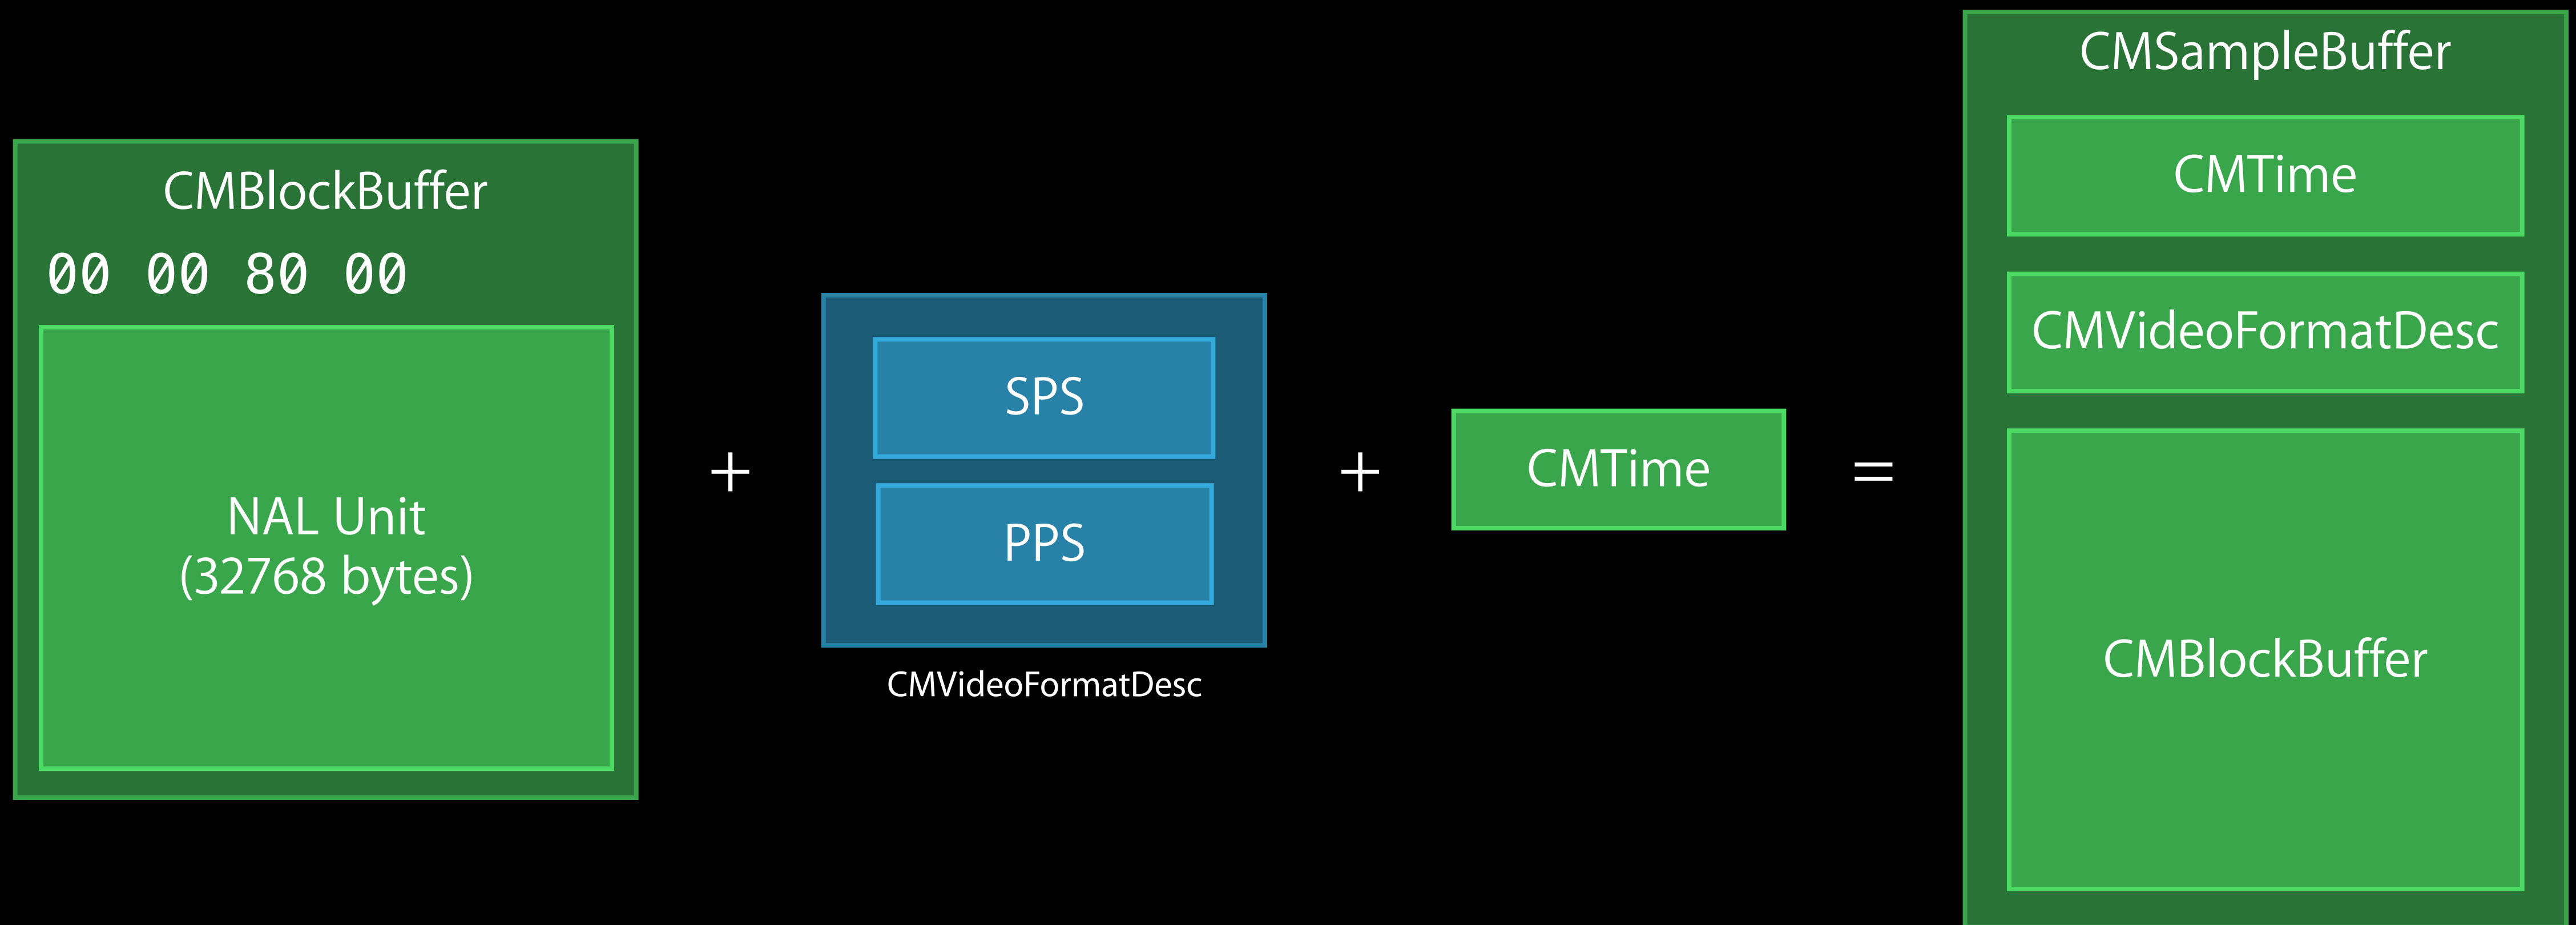 CMBlockBuffer
00 00 80 00
NAL Unit
(32768 bytes)
+
SPS
PPS
CMVideoFormatDesc
+
CMTime
=
CMSampleBuffer
CMTime
CMVideoFormatDesc
CMBlockBuffer